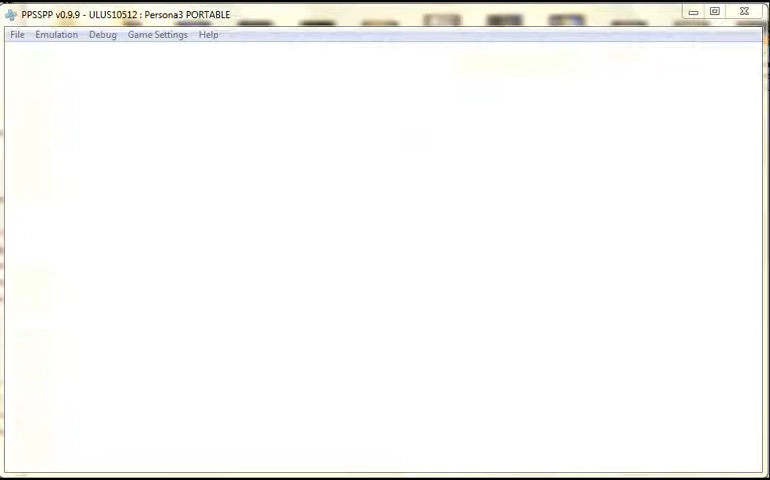 PPSSPP v0.9.9 - ULUS10512 : Persona3 PORTABLE
File Emulation Debug Game Settings Help